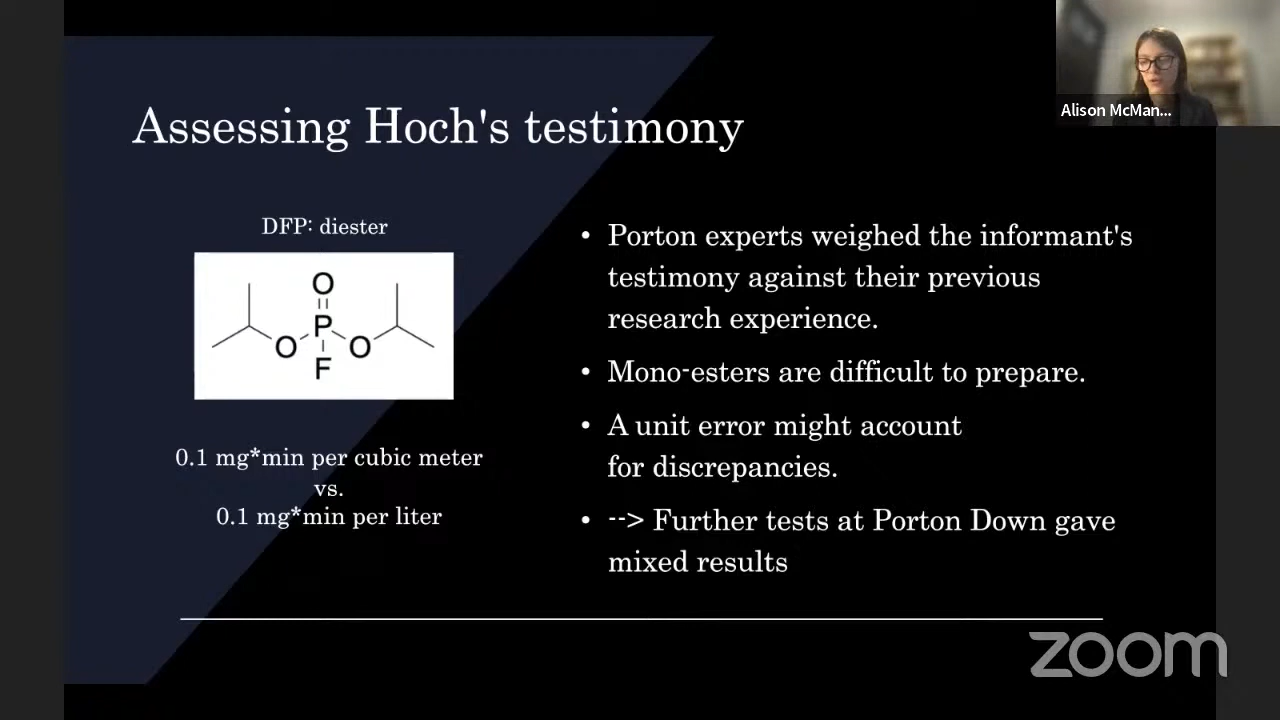 Alison McMan...
Assessing Hoch's testimony
DFP: diester
O
P
O
O
F
0.1 mg*min per cubic meter
vs.
0.1 mg*min per liter
• Porton experts weighed the informant's
testimony against their previous
research experience.
• Mono-esters are difficult to prepare.
• A unit error might account
for discrepancies.
• --> Further tests at Porton Down gave
mixed results
zoom